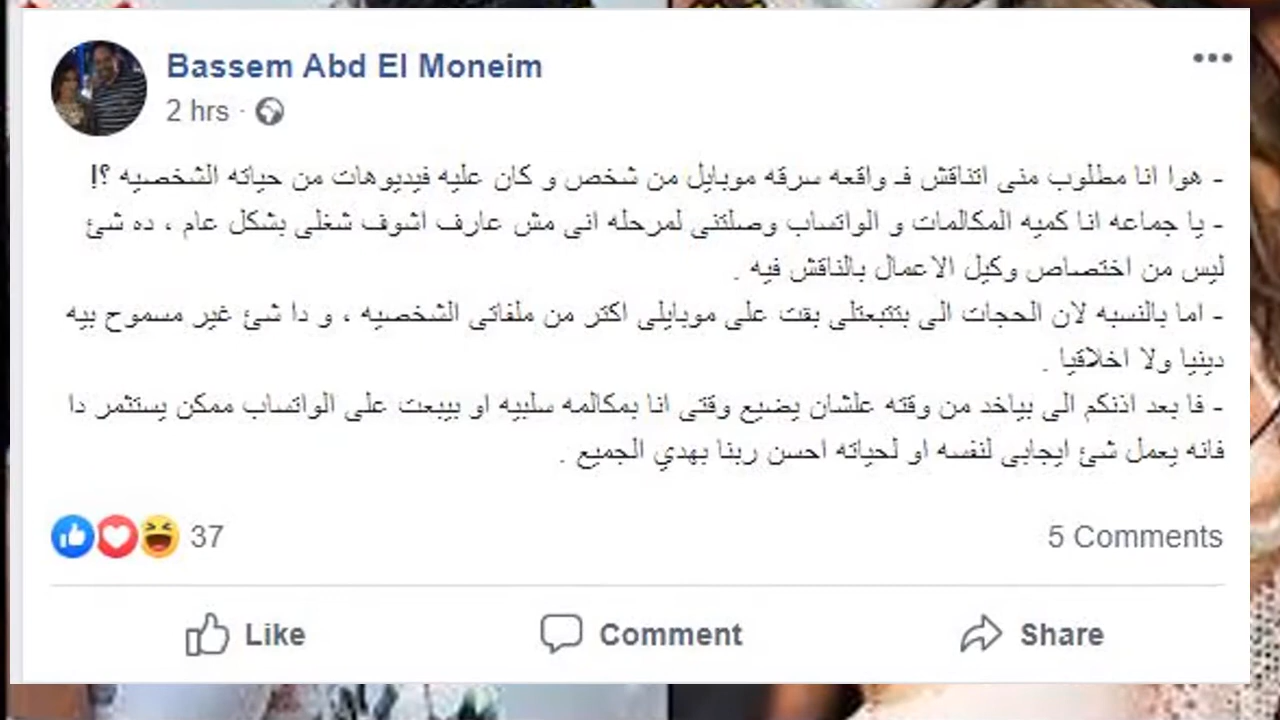 Bassem Abd El Moneim
2 hrs ·
- هوا انا مطلوب منى اتناقش فـ واقعه سرقه موبايل من شخص و كان عليه فيديوهات من حياته الشخصيه ؟!
- يا جماعه انا كميه المكالمات و الواتساب وصلتنى لمرحله انى مش عارف اشوف شغلى بشكل عام ، ده شئ
ليس من اختصاص وكيل الاعمال بالناقش فيه .
- اما بالنسبه لان الحجات الى بتتبعتلى بقت على موبايلى اكتر من ملفاتى الشخصيه ، و دا شئ غير مسموح بيه
دينيا ولا اخلاقيا .
- فا بعد اذنكم الى بياخد من وقته علشان يضيع وقتى انا بمكالمه سلبيه او بيبعت على الواتساب ممكن يستثمر دا
فانه يعمل شئ ايجابى لنفسه او لحياته احسن ربنا بهدي الجميع .
37
5 Comments
Like
Comment
Share